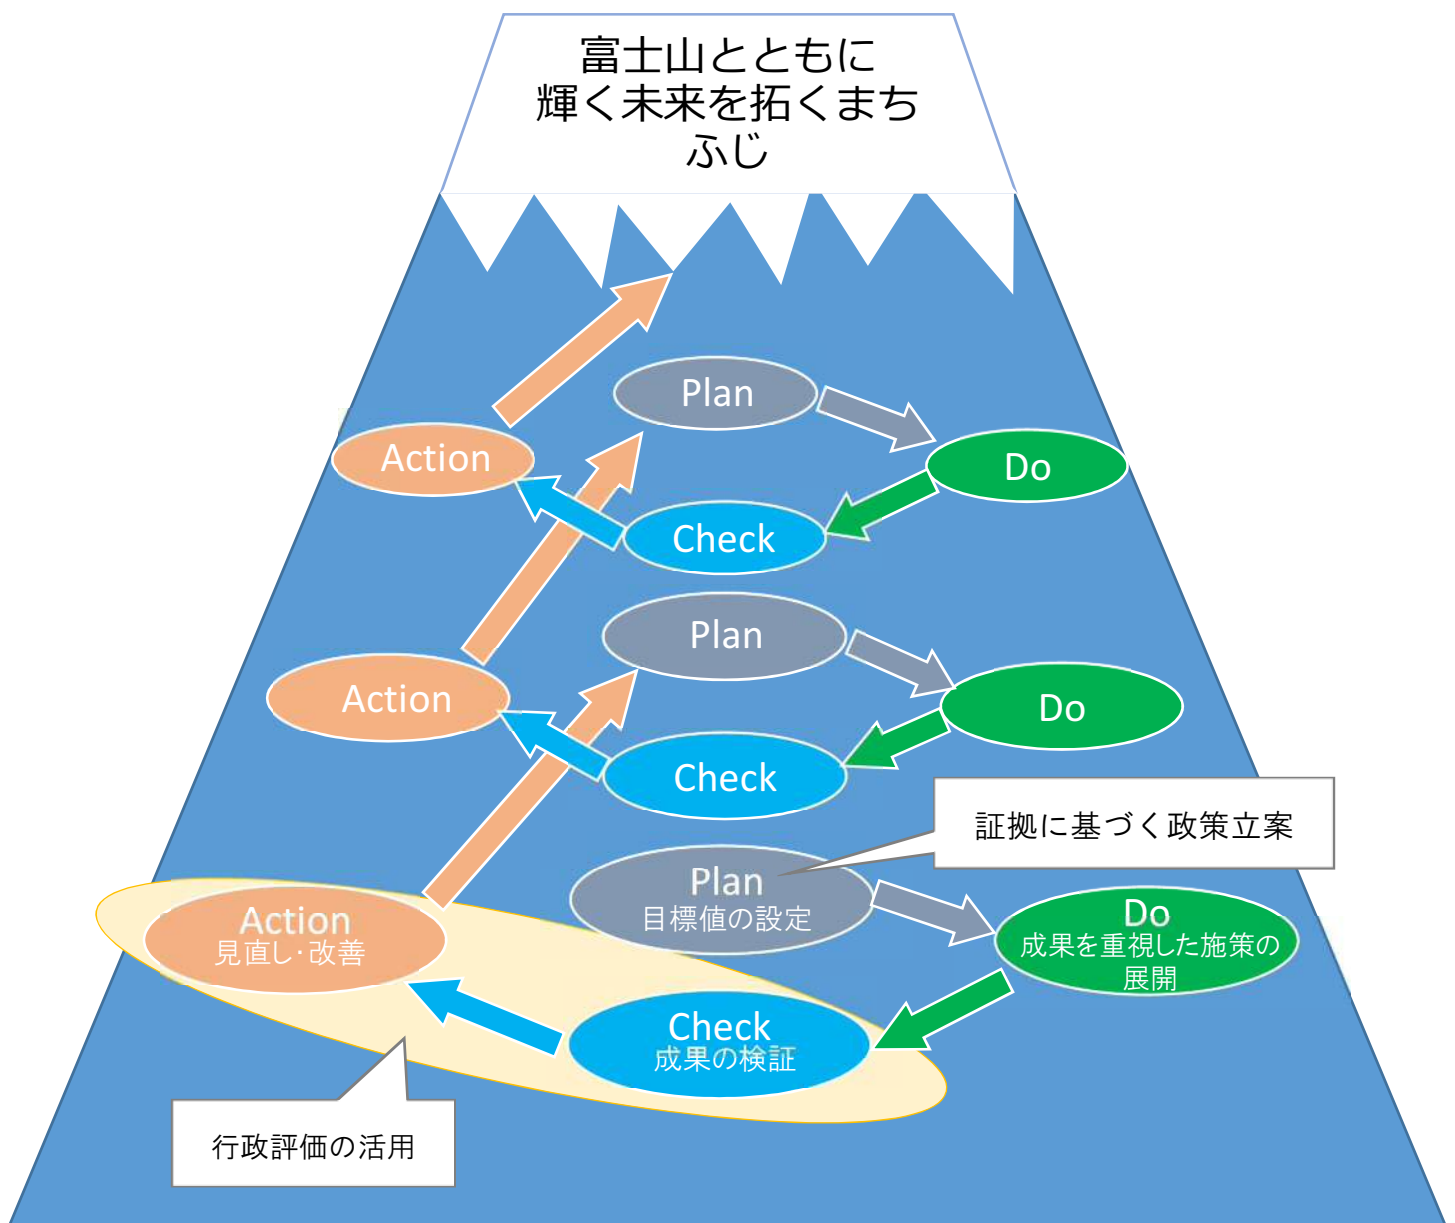 富士山とともに
輝く未来を拓くまち
ふじ
Plan
Action
Do
Check
Plan
Action
Do
Check
証拠に基づく政策立案
Plan
目標値の設定
Action
見直し・改善
Do
成果を重視した施策の
展開
Check
成果の検証
行政評価の活用